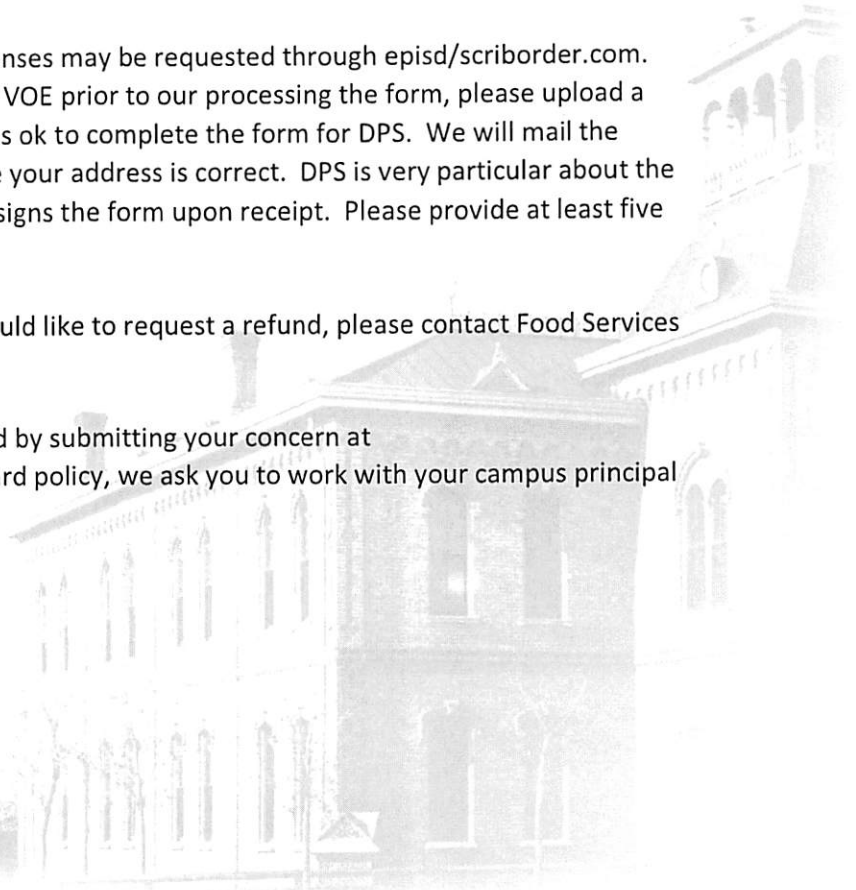 nses may be requested through episd/scriborder.com.
VOE prior to our processing the form, please upload a
s ok to complete the form for DPS. We will mail the
e your address is correct. DPS is very particular about the
signs the form upon receipt. Please provide at least five
uld like to request a refund, please contact Food Services
d by submitting your concern at
rd policy, we ask you to work with your campus principal